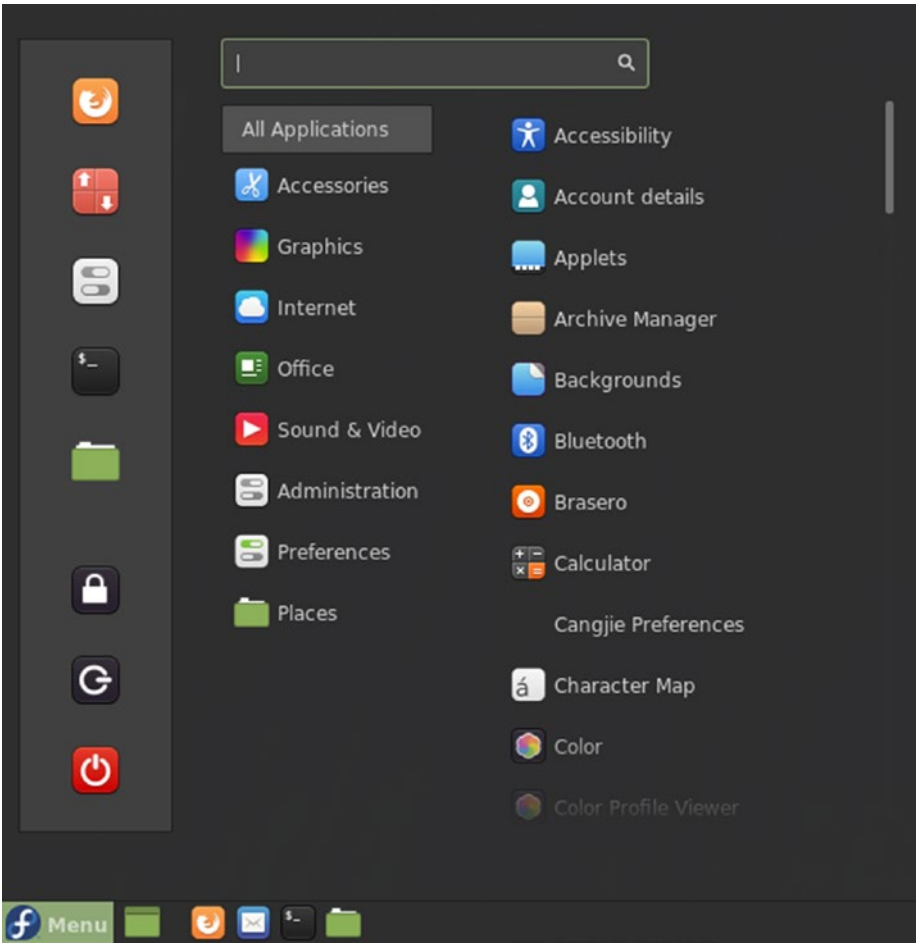 All Applications
Accessories
Graphics
Internet
Office
Sound & Video
Administration
Preferences
Places
Accessibility
Account details
Applets
Archive Manager
Backgrounds
Bluetooth
Brasero
Calculator
Cangjie Preferences
Character Map
Color
Color Profile Viewer
$_
á
Menu
$_